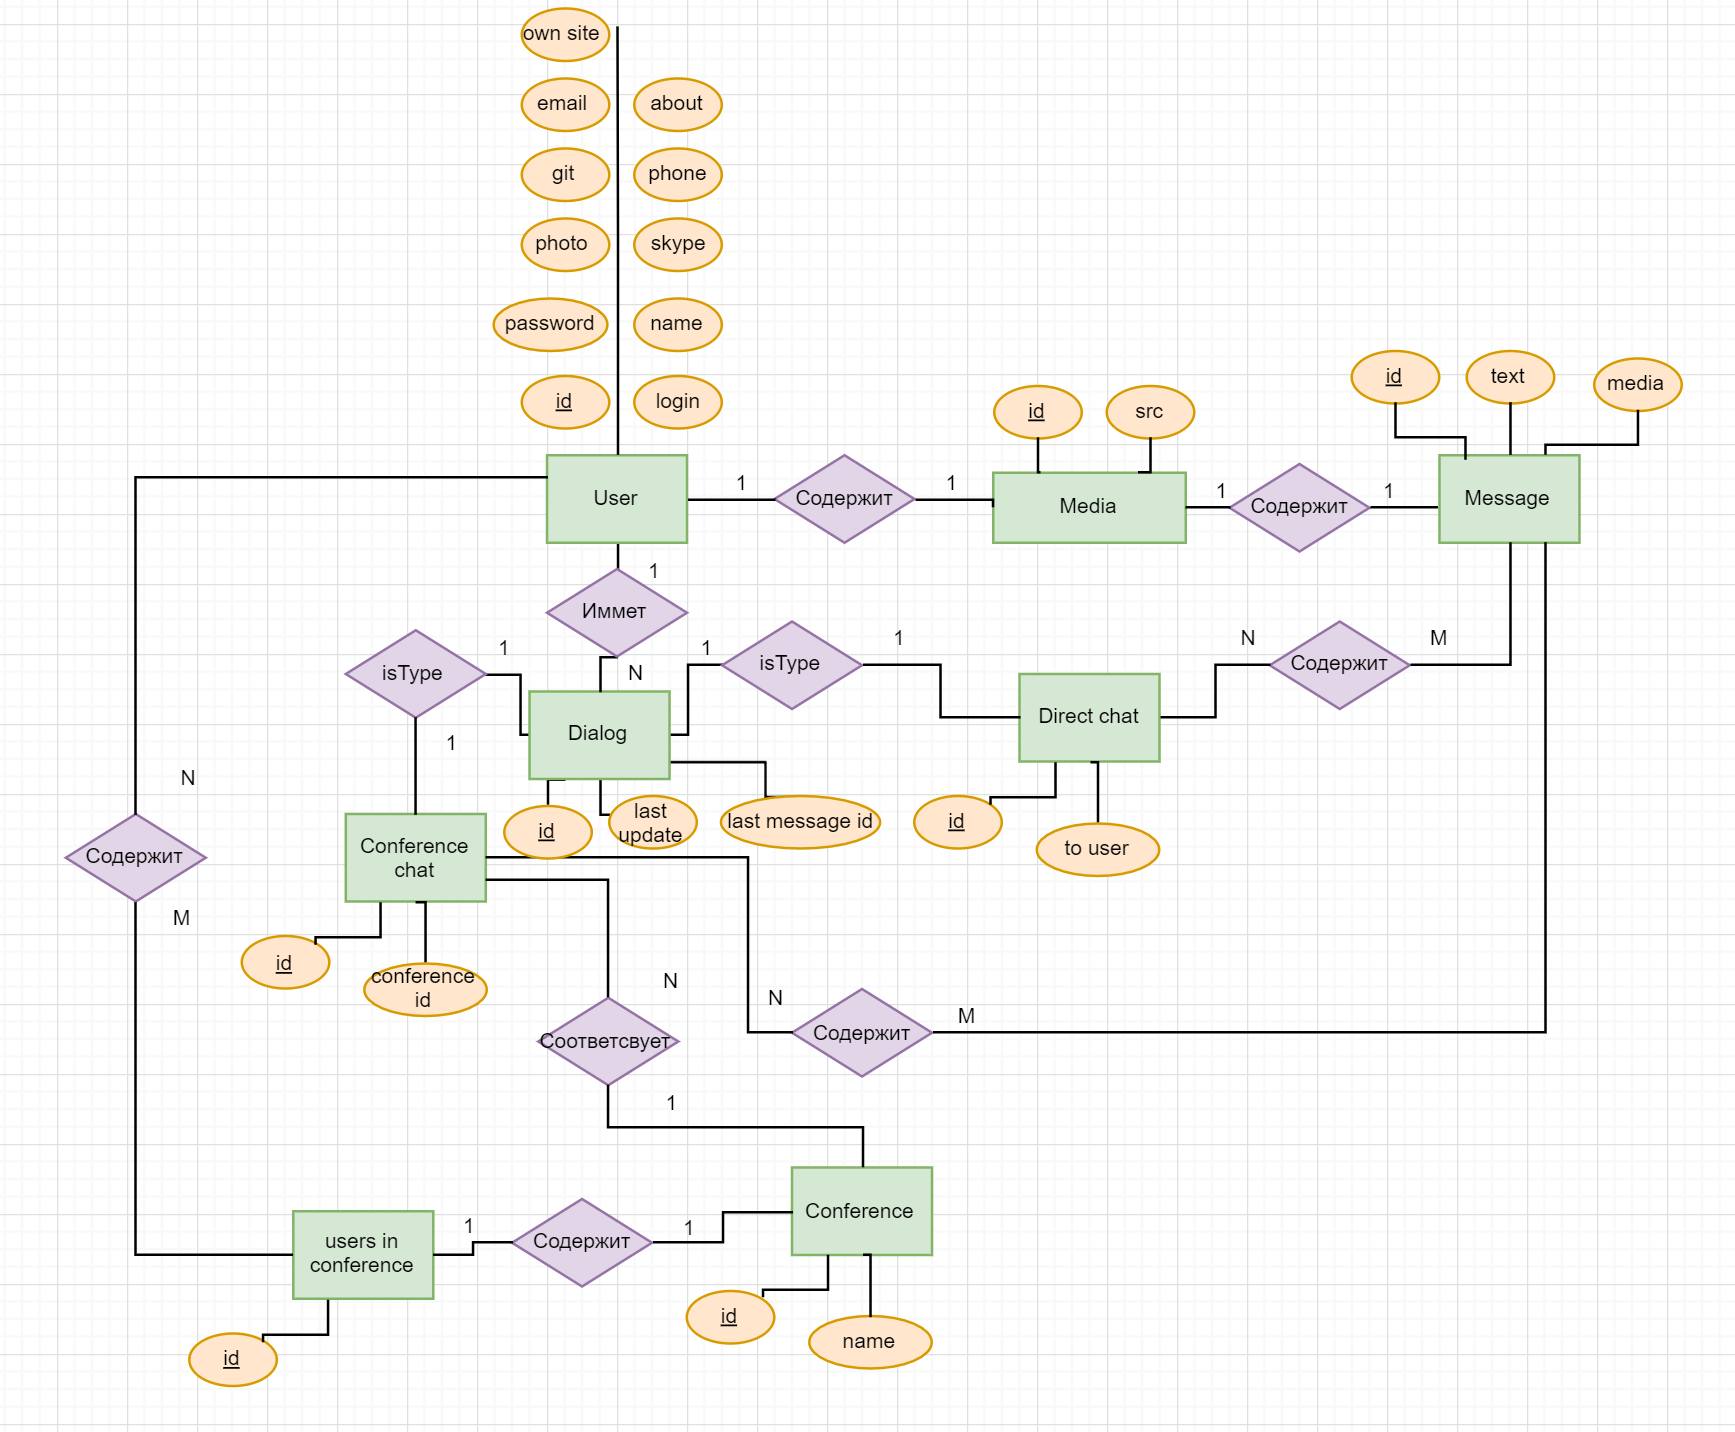 own site
email
about
git
phone
photo
skype
password
name
id
login
id
src
id
text
media
User
1
Содержит
1
Media
1
Содержит
1
Message
1
Иммет
N
isType
1
1
isType
1
N
Содержит
M
Dialog
Direct chat
1
id
last
update
last message id
id
to user
N
Содержит
M
Conference
chat
id
conference
id
N
Соответсвует
1
N
Содержит
M
Conference
users in
conference
1
Содержит
1
id
name
id